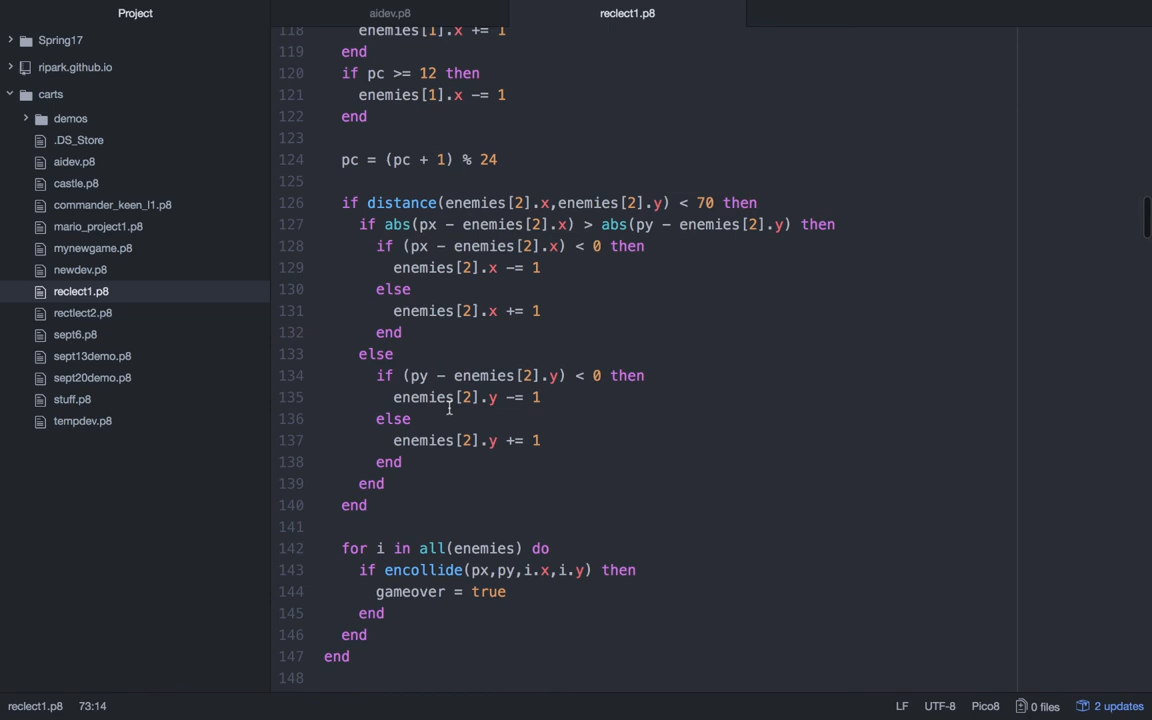 Project
aidev.p8
reclect1.p8
Spring17
ripark.github.io
carts
demos
.DS_Store
aidev.p8
castle.p8
commander_keen_l1.p8
mario_project1.p8
mynewgame.p8
newdev.p8
reclect1.p8
rectlect2.p8
sept6.p8
sept13demo.p8
sept20demo.p8
stuff.p8
tempdev.p8
118 enemies[1].x += 1
119 end
120 if pc >= 12 then
121 enemies[1].x -= 1
122 end
123
124 pc = (pc + 1) % 24
125
126 if distance(enemies[2].x,enemies[2].y) < 70 then
127 if abs(px - enemies[2].x) > abs(py - enemies[2].y) then
128 if (px - enemies[2].x) < 0 then
129 enemies[2].x -= 1
130 else
131 enemies[2].x += 1
132 end
133 else
134 if (py - enemies[2].y) < 0 then
135 enemies[2].y -= 1
136 else
137 enemies[2].y += 1
138 end
139 end
140 end
141
142 for i in all(enemies) do
143 if encollide(px,py,i.x,i.y) then
144 gameover = true
145 end
146 end
147 end
148
reclect1.p8 73:14 LF UTF-8 Pico8 0 files 2 updates